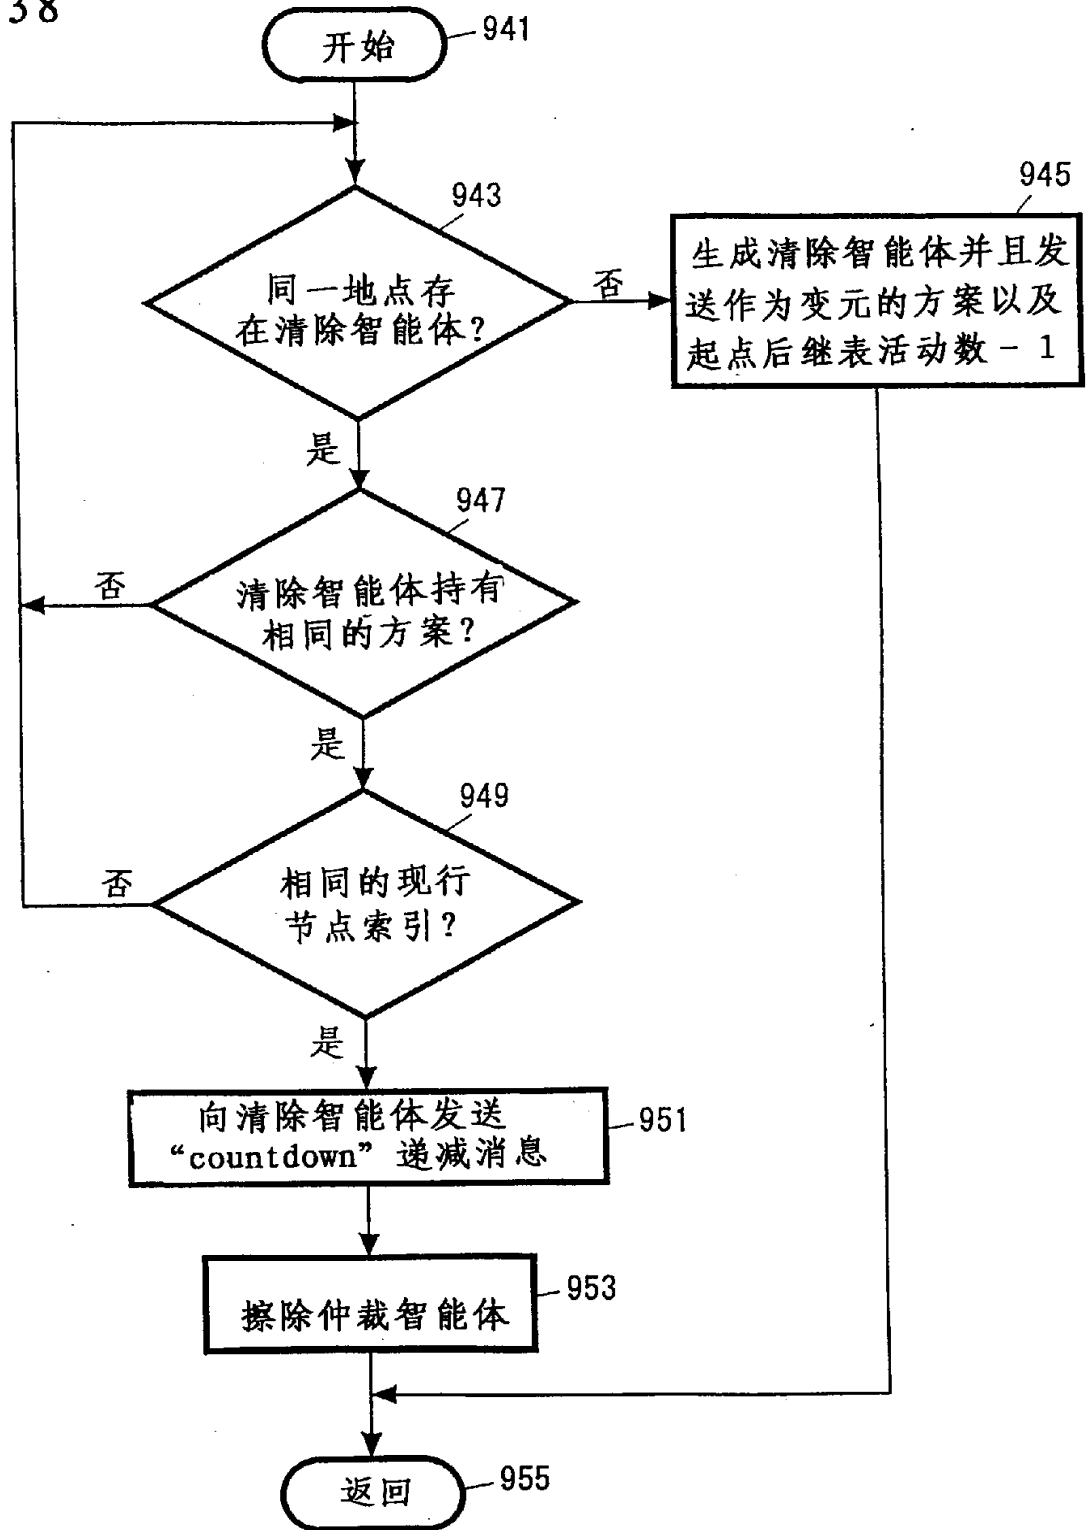 38
开始
941
943
同一地点存
在清除智能体？
否
945
生成清除智能体并且发
送作为变元的方案以及
起点后继表活动数－1
是
947
清除智能体持有
相同的方案？
否
是
949
相同的现行
节点索引？
否
是
向清除智能体发送
“countdown”递减消息
951
擦除仲裁智能体
953
返回
955